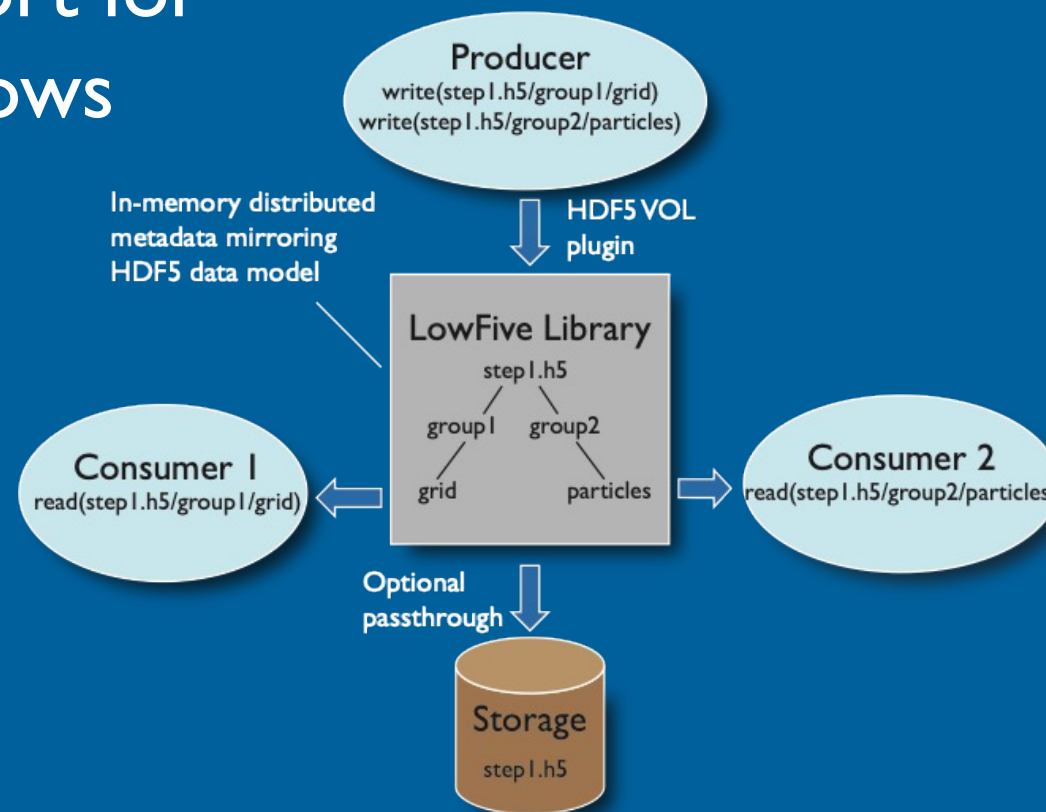 ows
Producer
write(step1.h5/group1/grid)
write(step1.h5/group2/particles)
In-memory distributed
metadata mirroring
HDF5 data model
HDF5 VOL
plugin
LowFive Library
step1.h5
group1 group2
grid particles
Consumer 1
read(step1.h5/group1/grid)
Consumer 2
read(step1.h5/group2/particles
Optional
passthrough
Storage
step1.h5